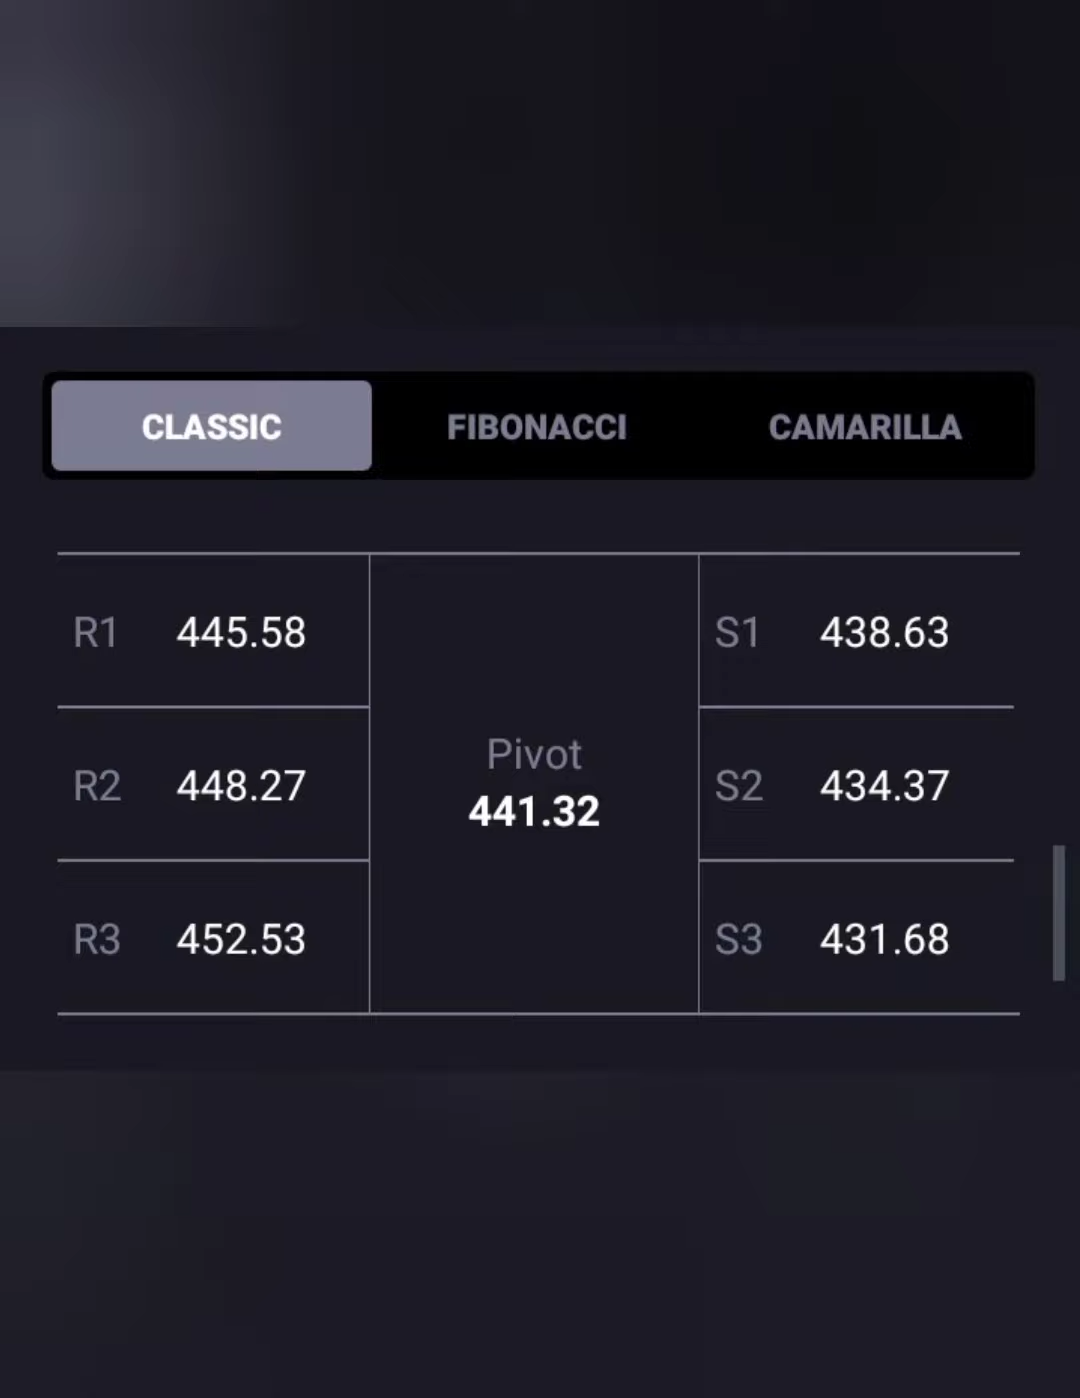 CLASSIC FIBONACCI CAMARILLA
R1 445.58
R2 448.27
R3 452.53
Pivot
441.32
S1 438.63
S2 434.37
S3 431.68